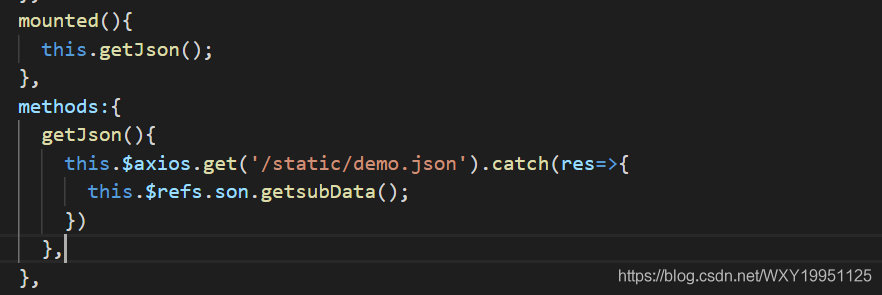 mounted(){
this.getJson();
},
methods:{
getJson(){
this.$axios.get('/static/demo.json').catch(res=>{
this.$refs.son.getsubData();
})
},
},
https://blog.csdn.net/WXY19951125